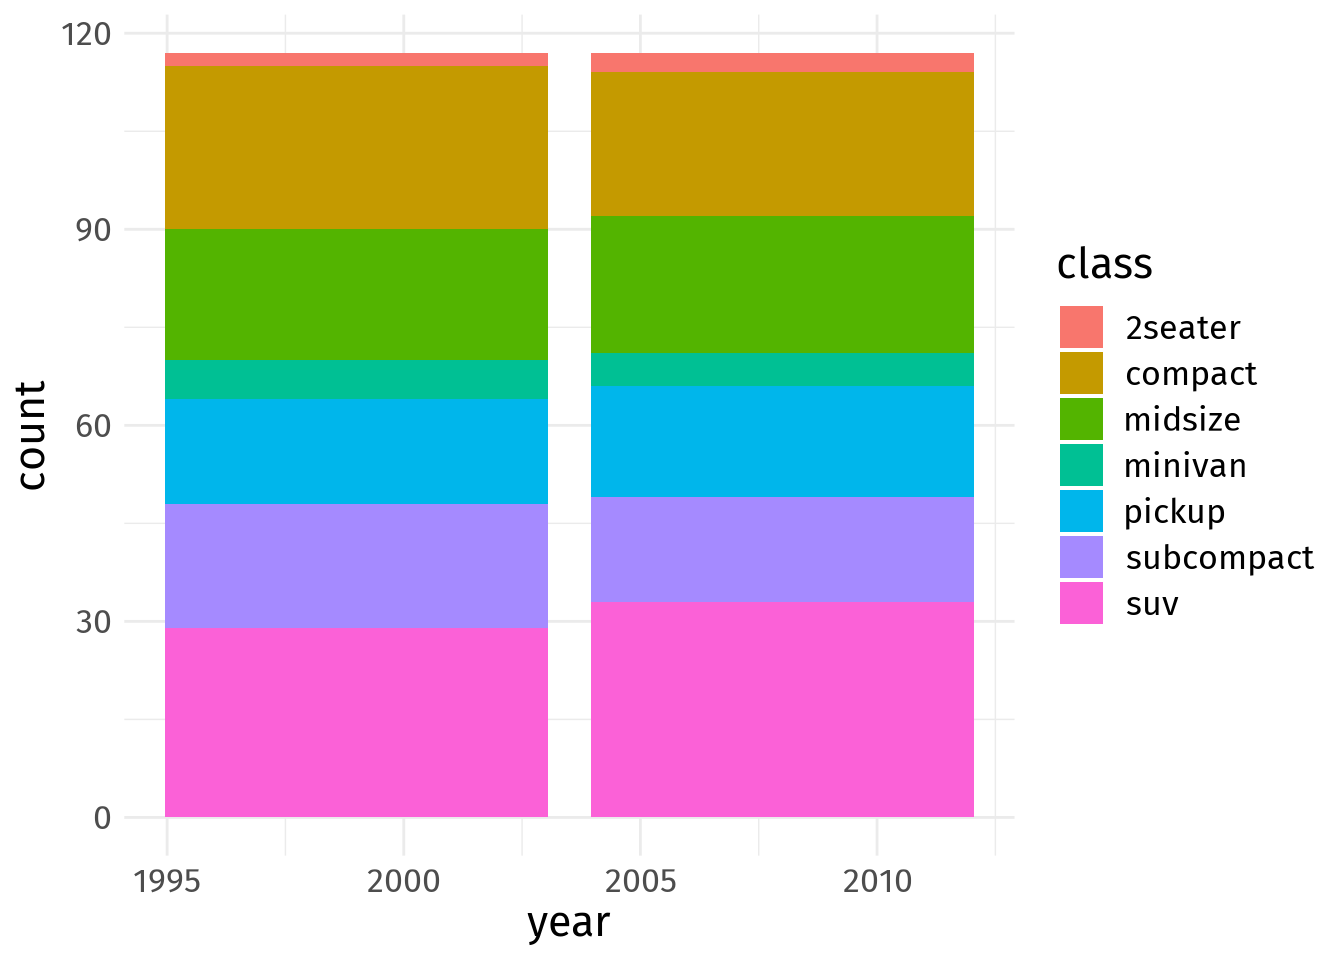 120
90
60
30
0
count
1995 2000 2005 2010
year
class
2seater
compact
midsize
minivan
pickup
subcompact
suv